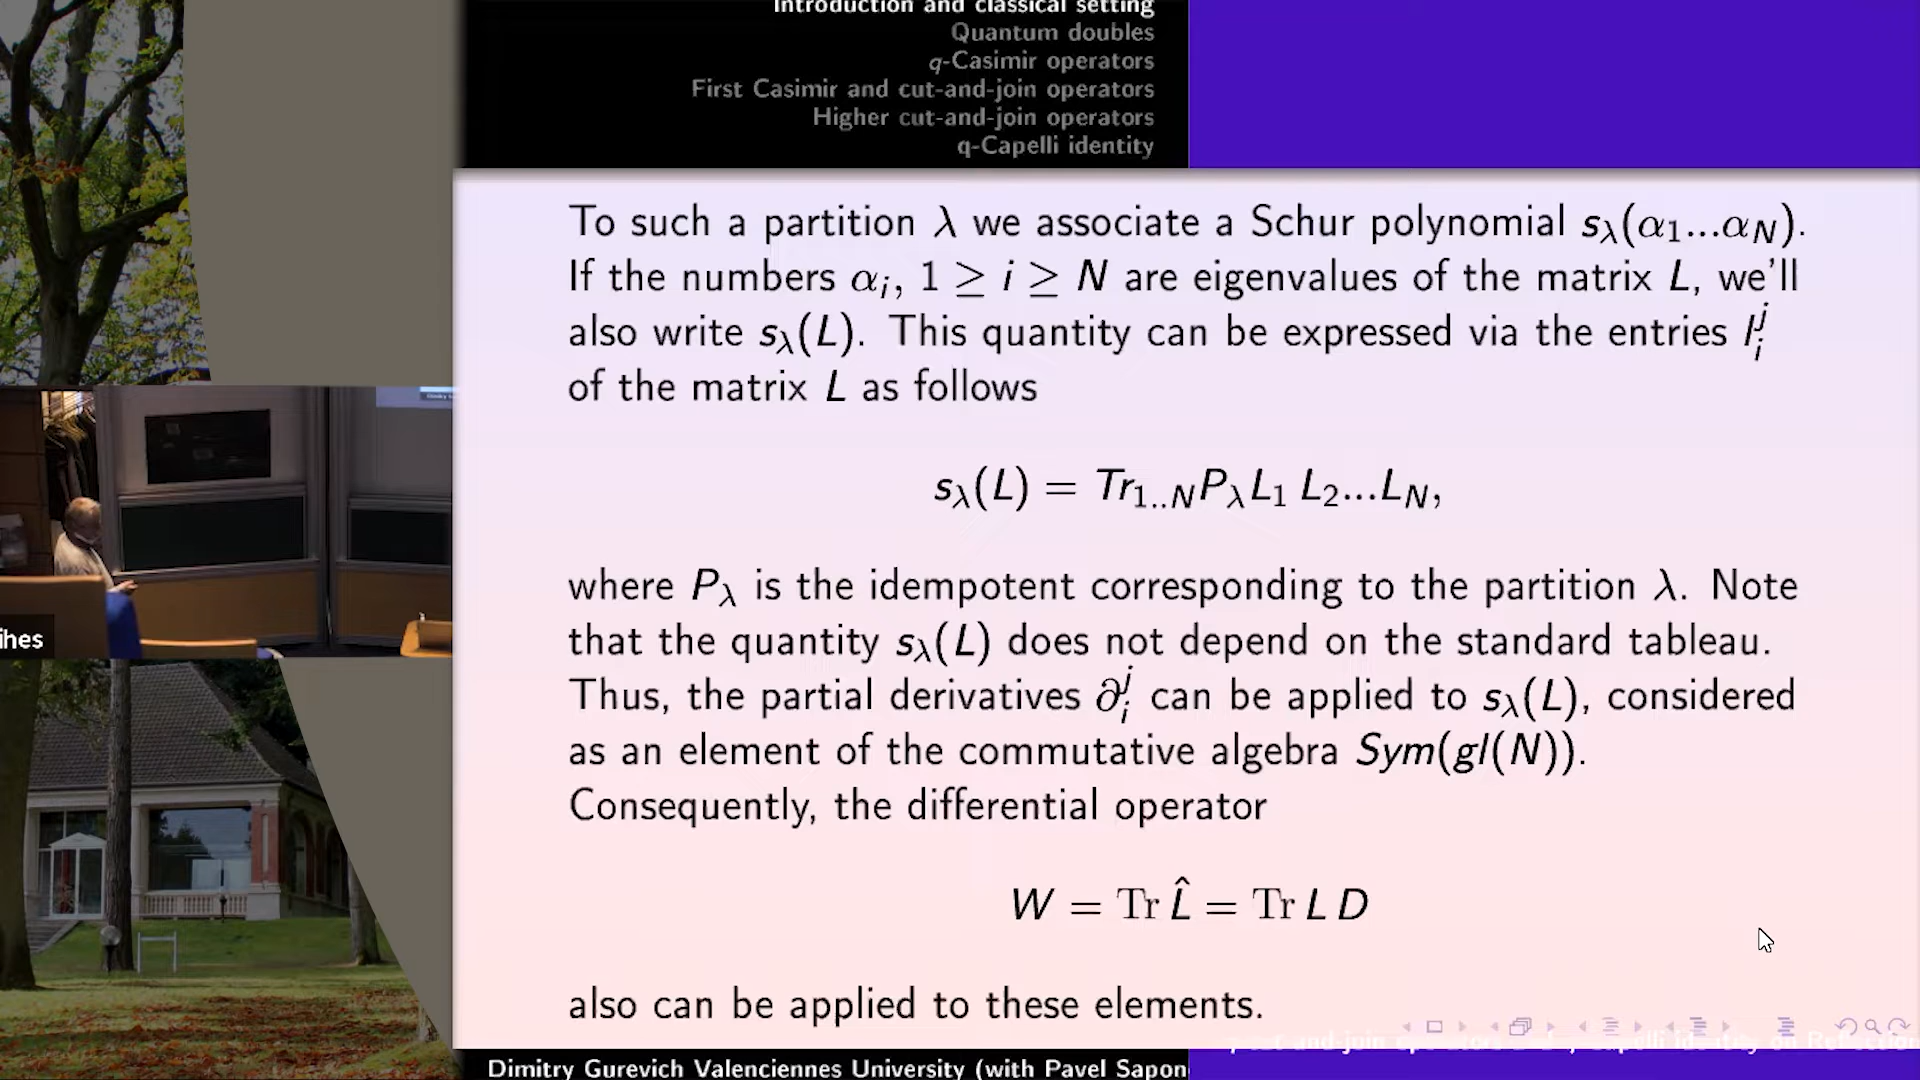 Introduction and classical setting
Quantum doubles
q-Casimir operators
First Casimir and cut-and-join operators
Higher cut-and-join operators
q-Capelli identity
To such a partition λ we associate a Schur polynomial s_λ(α₁...α_N).
If the numbers α_i, 1 ≥ i ≥ N are eigenvalues of the matrix L, we'll
also write s_λ(L). This quantity can be expressed via the entries l_i^j
of the matrix L as follows
s_λ(L) = Tr_{1..N} P_λ L₁ L₂...L_N,
where P_λ is the idempotent corresponding to the partition λ. Note
that the quantity s_λ(L) does not depend on the standard tableau.
Thus, the partial derivatives ∂_i^j can be applied to s_λ(L), considered
as an element of the commutative algebra Sym(gl(N)).
Consequently, the differential operator
W = Tr L̂ = Tr L D
also can be applied to these elements.
ihes
Dimitry Gurevich Valenciennes University (with Pavel Sapon